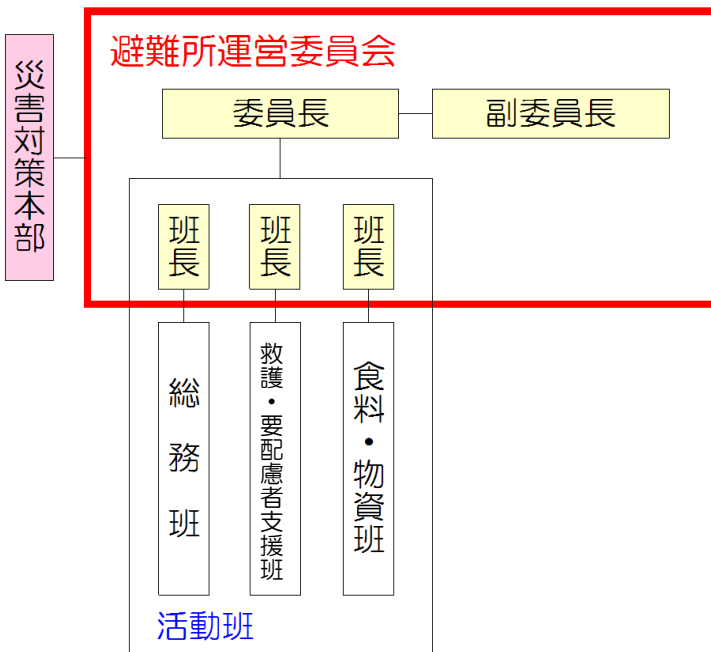 災害対策本部
避難所運営委員会
委員長
副委員長
班長
班長
班長
総務班
救護・要配慮者支援班
食料・物資班
活動班